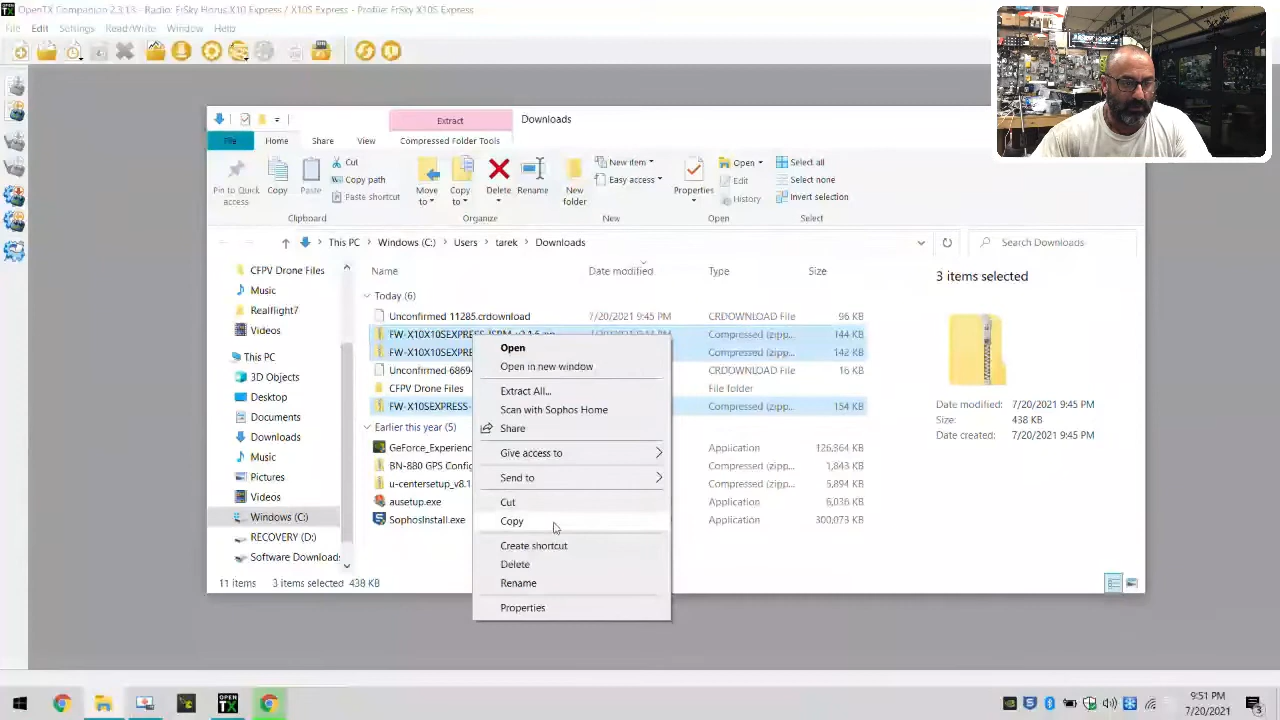 OpenTX Companion 2.3.13 - Radio: FrSky Horus X10 Express / X10S Express - Profile: FrSky X10S Express
File Edit Settings Read/Write Window Help
Extract Downloads
File Home Share View Compressed Folder Tools
Pin to Quick access
Copy
Paste
Cut
Copy path
Paste shortcut
Clipboard
Move to
Copy to
Delete
Rename
Organize
New folder
New item
Easy access
New
Properties
Open
Edit
History
Open
Select all
Select none
Invert selection
Select
This PC > Windows (C:) > Users > tarek > Downloads
Search Downloads
CFPV Drone Files
Music
Realflight7
Videos
This PC
3D Objects
Desktop
Documents
Downloads
Music
Pictures
Videos
Windows (C:)
RECOVERY (D:)
Software Downloads
Name Date modified Type Size
Today (6)
Unconfirmed 11285.crdownload 7/20/2021 9:45 PM CRDOWNLOAD File 96 KB
Compressed (zipp... 144 KB
FW-X10X10SEXPRE Compressed (zipp... 142 KB
Unconfirmed 6869 CRDOWNLOAD File 16 KB
CFPV Drone Files File folder
FW-X10SEXPRESS- Compressed (zipp... 154 KB
Earlier this year (5)
GeForce_Experienc Application 126,364 KB
BN-880 GPS Config Compressed (zipp... 1,843 KB
u-centersetup_v8.1 Compressed (zipp... 5,894 KB
ausetup.exe Application 6,036 KB
SophosInstall.exe Application 300,073 KB
Open
Open in new window
Extract All...
Scan with Sophos Home
Share
Give access to
Send to
Cut
Copy
Create shortcut
Delete
Rename
Properties
3 items selected
Date modified: 7/20/2021 9:45 PM
Size: 438 KB
Date created: 7/20/2021 9:45 PM
11 items 3 items selected 438 KB
OPEN TX
9:51 PM
7/20/2021
3